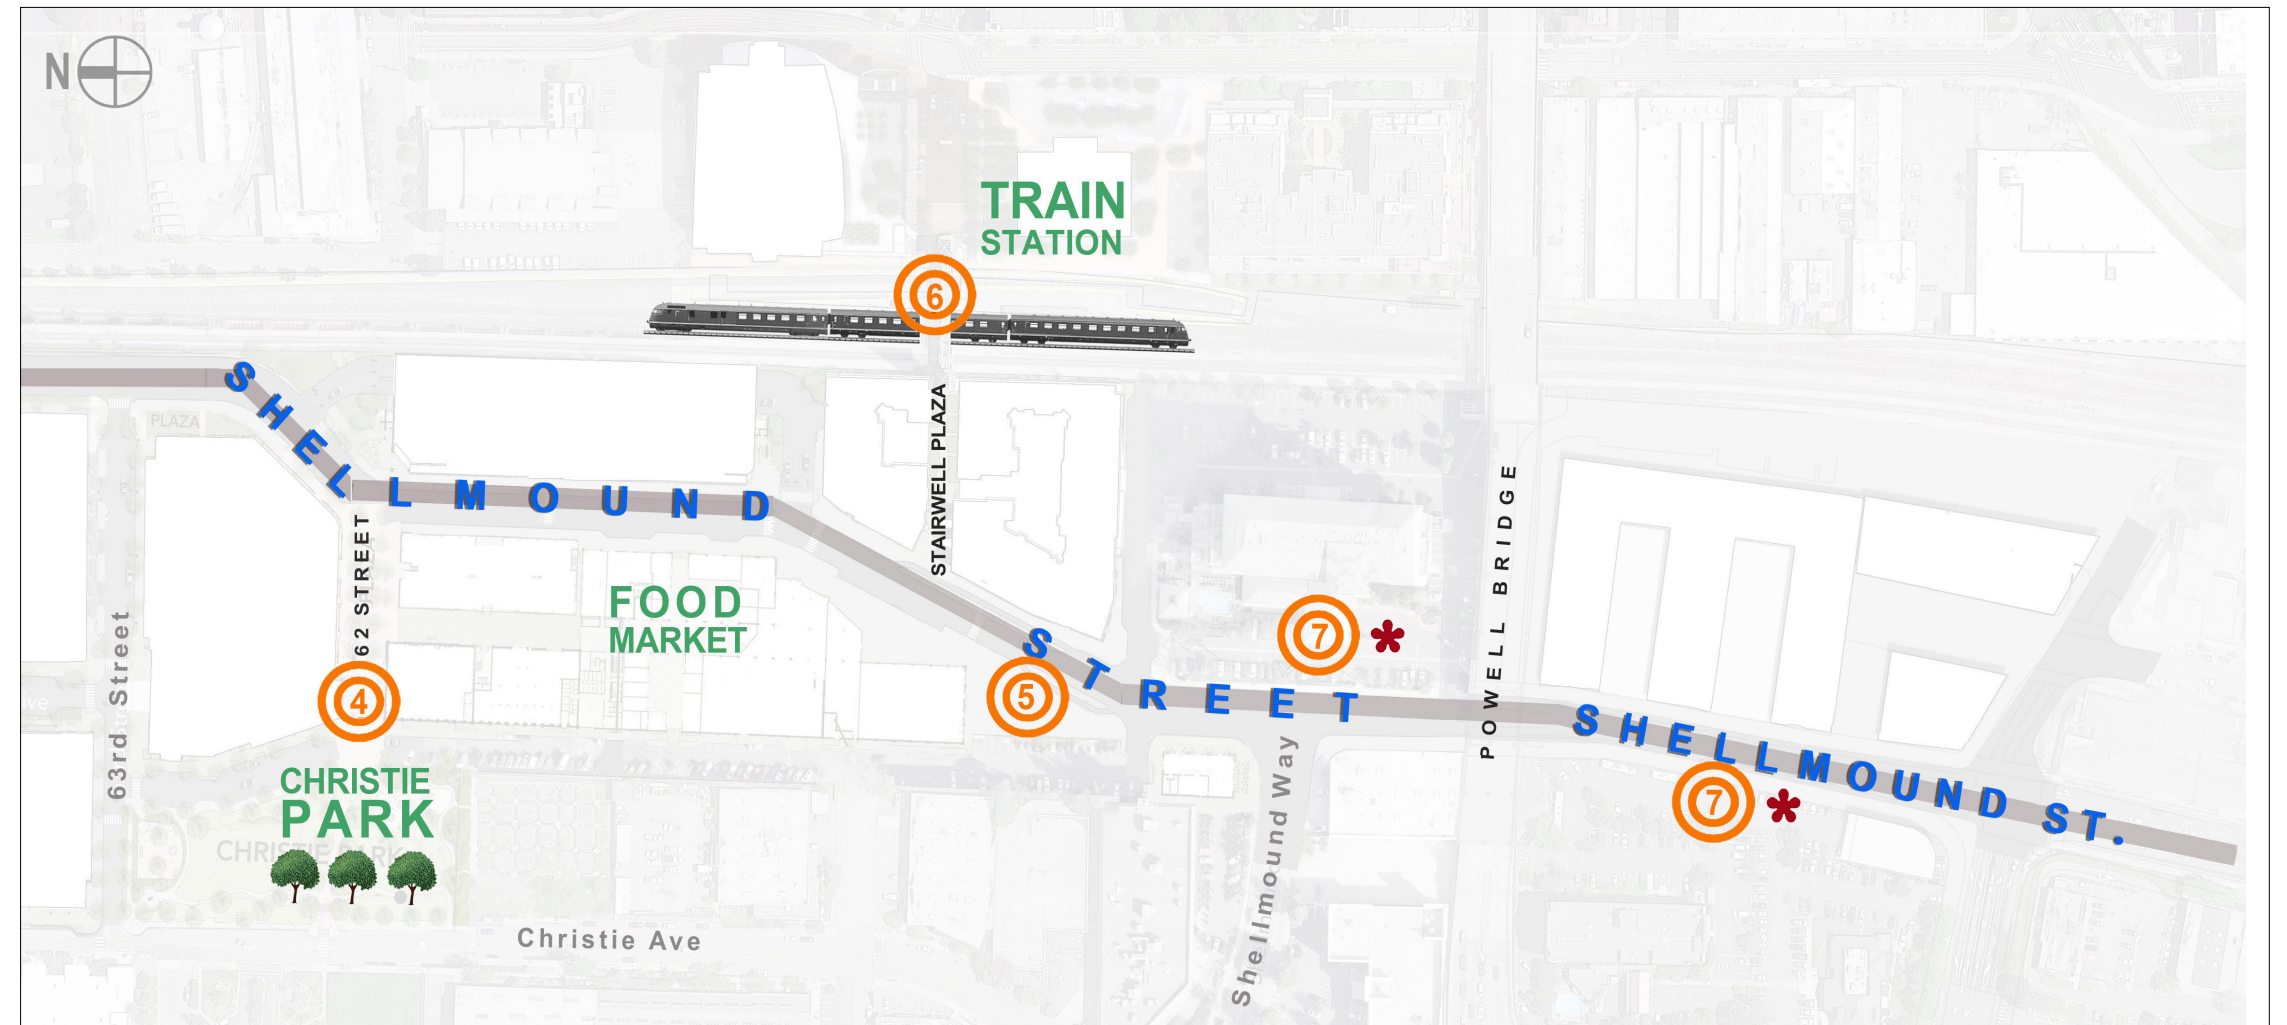 N
TRAIN
STATION
6
SHELLMOUND STREET
PLAZA
STAIRWELL PLAZA
62 STREET
FOOD
MARKET
63rd Street
4
5
7 *
POWELL BRIDGE
SHELLMOUND ST.
7 *
CHRISTIE
PARK
CHRISTIE PARK
Christie Ave
Shellmound Way